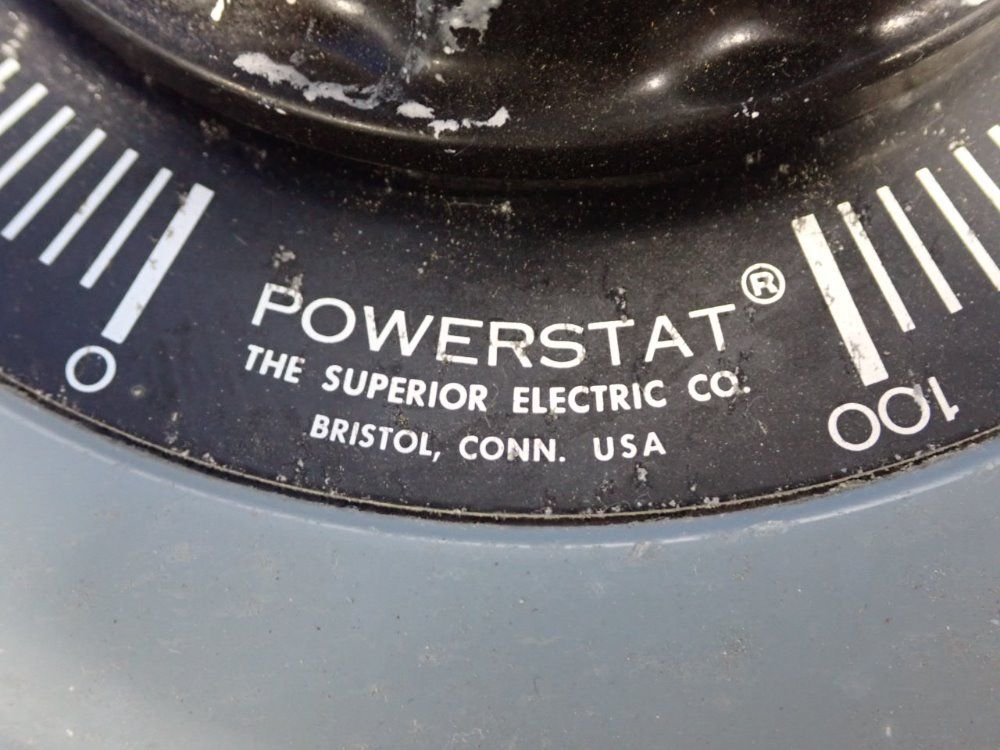 POWERSTAT®
THE SUPERIOR ELECTRIC CO.
BRISTOL, CONN. USA
0
100